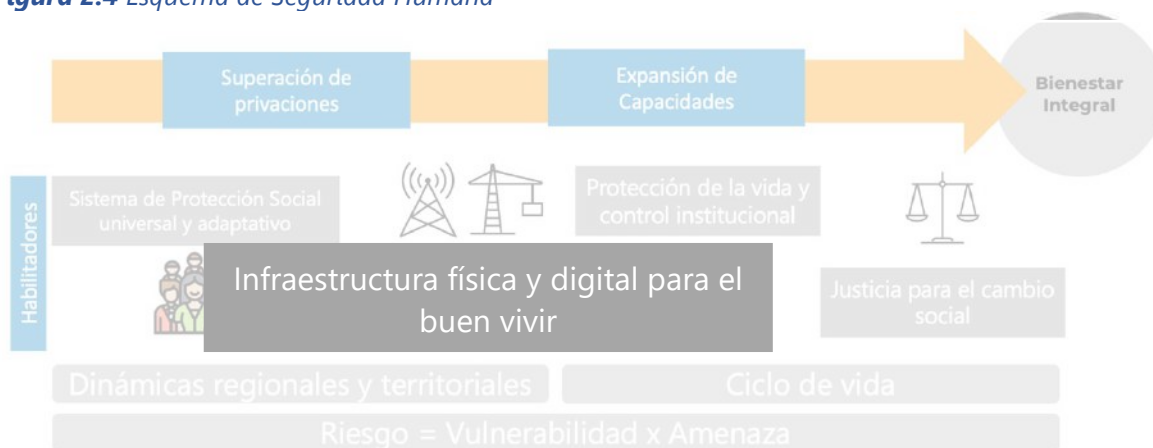 igura 2.4 Esquema de Seguridad Humana
Superación de
privaciones
Expansión de
Capacidades
Bienestar
Integral
Habilitadores
Sistema de Protección Social
universal y adaptativo
Protección de la vida y
control institucional
Infraestructura física y digital para el
buen vivir
Justicia para el cambio
social
Dinámicas regionales y territoriales
Ciclo de vida
Riesgo = Vulnerabilidad x Amenaza